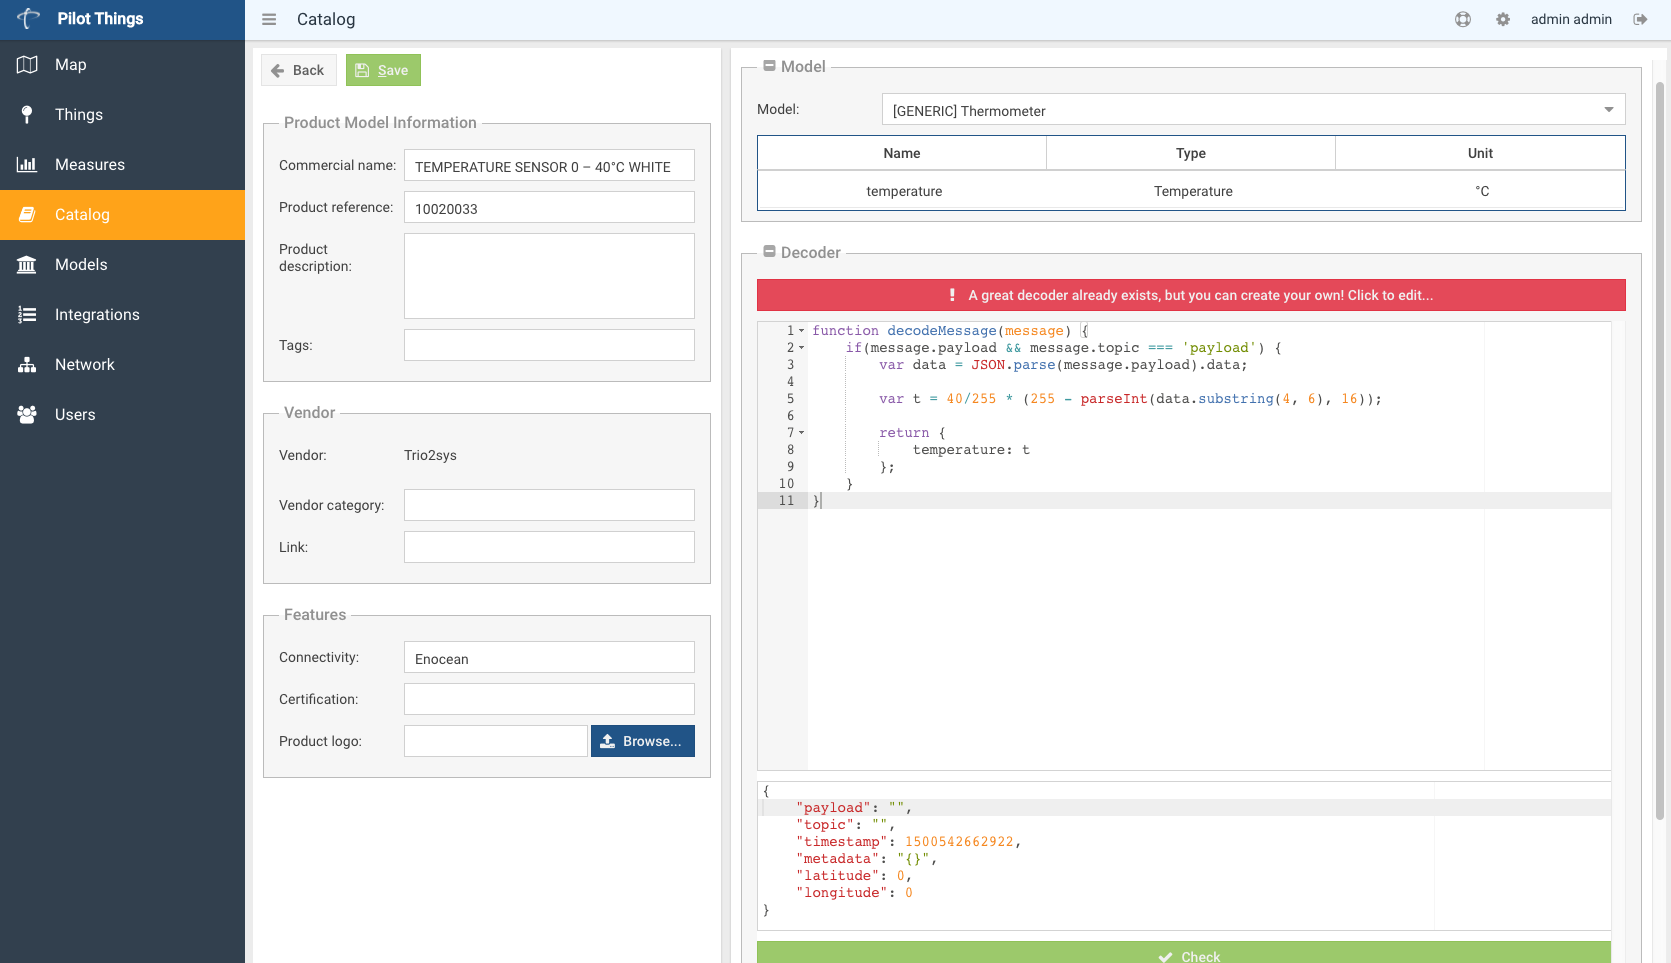 Pilot Things
Catalog
admin admin
Map
Things
Measures
Catalog
Models
Integrations
Network
Users
Back
Save
Product Model Information
Commercial name:
TEMPERATURE SENSOR 0 – 40°C WHITE
Product reference:
10020033
Product
description:
Tags:
Vendor
Vendor:
Trio2sys
Vendor category:
Link:
Features
Connectivity:
Enocean
Certification:
Product logo:
Browse...
Model
Model:
[GENERIC] Thermometer
Name Type Unit
temperature Temperature °C
Decoder
! A great decoder already exists, but you can create your own! Click to edit...
1 function decodeMessage(message) {
2 if(message.payload && message.topic === 'payload') {
3 var data = JSON.parse(message.payload).data;
4
5 var t = 40/255 * (255 - parseInt(data.substring(4, 6), 16));
6
7 return {
8 temperature: t
9 };
10 }
11 }
{
"payload": "",
"topic": "",
"timestamp": 1500542662922,
"metadata": "{}",
"latitude": 0,
"longitude": 0
}
Check